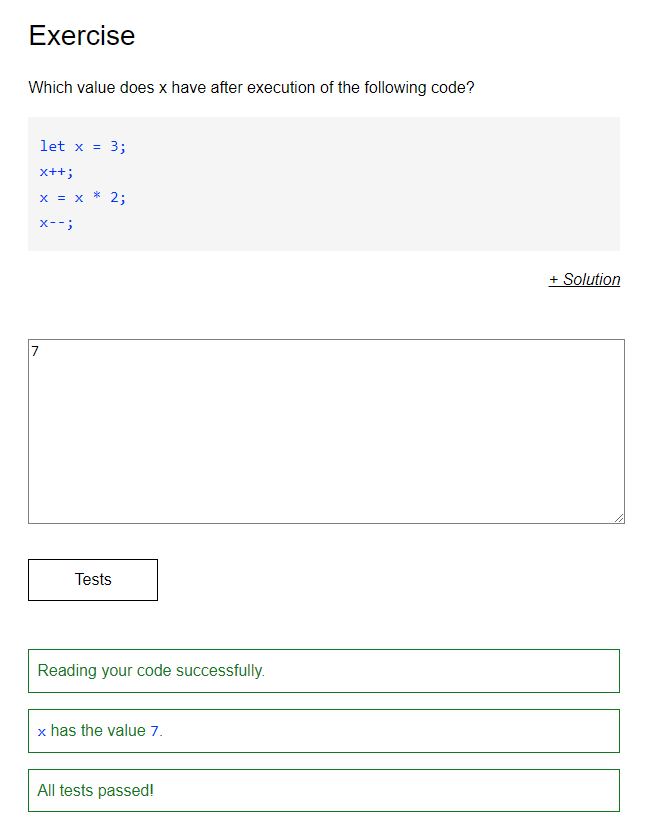 Exercise
Which value does x have after execution of the following code?
let x = 3;
x++;
x = x * 2;
x--;
+ Solution
7
Tests
Reading your code successfully.
x has the value 7.
All tests passed!